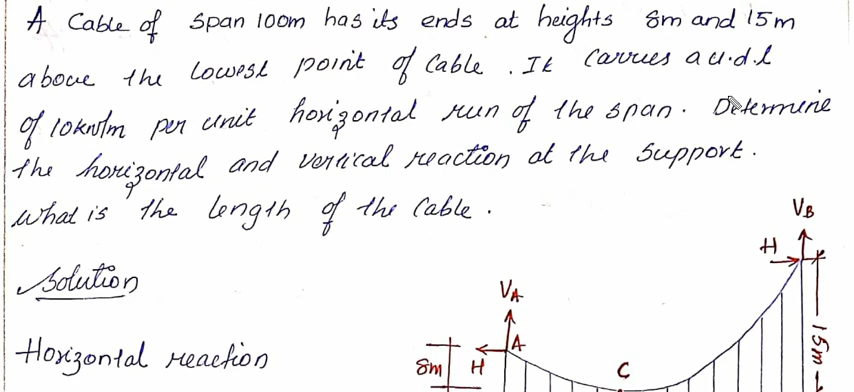 A Cable of span 100m has its ends at heights 8m and 15m
above the lowest point of Cable. It Carries a u.d.l
of 10kN/m per unit horizontal run of the span. Determine
the horizontal and vertical reaction at the support.
What is the length of the Cable.
Solution
Horizontal reaction
VA
A
H
8m
C
VB
H
15m